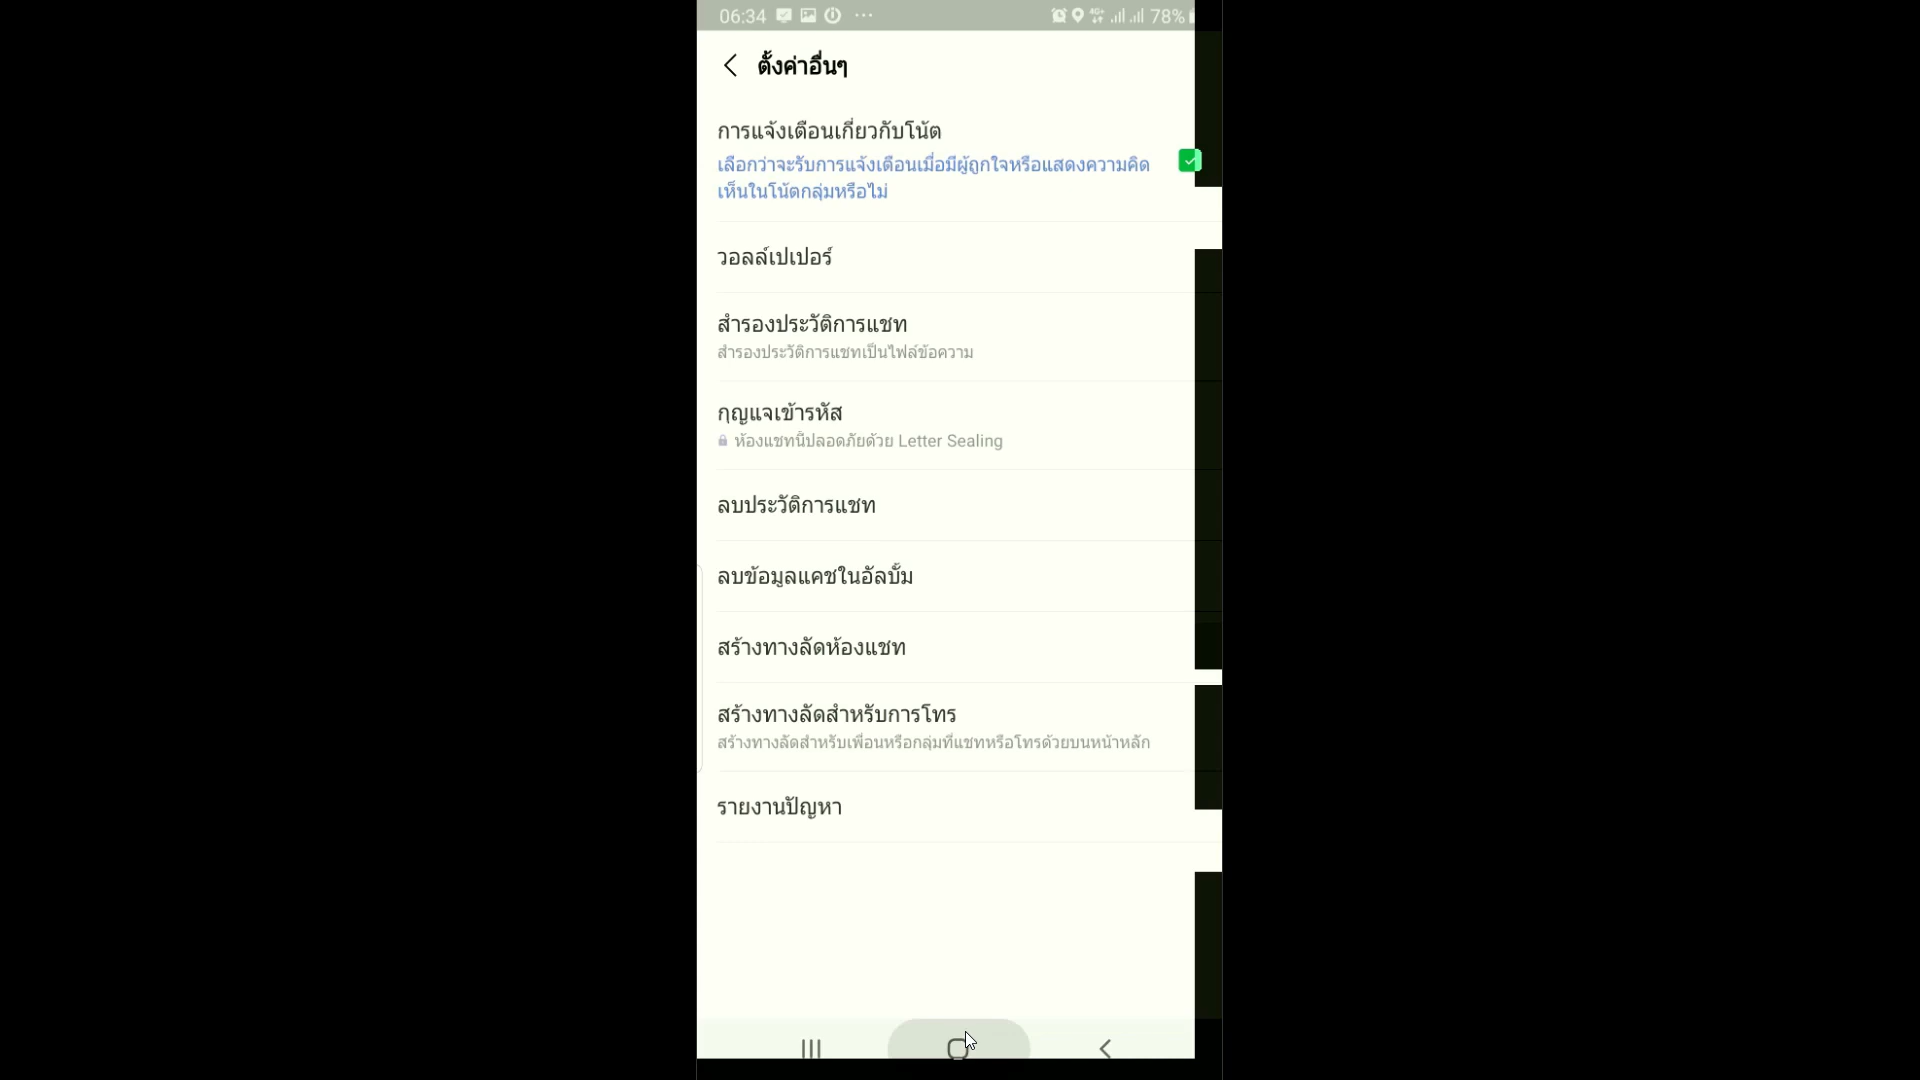 06:34
78%
ตั้งค่าอื่นๆ
การแจ้งเตือนเกี่ยวกับโน้ต
เลือกว่าจะรับการแจ้งเตือนเมื่อมีผู้ถูกใจหรือแสดงความคิด
เห็นในโน้ตกลุ่มหรือไม่
วอลล์เปเปอร์
สำรองประวัติการแชท
สำรองประวัติการแชทเป็นไฟล์ข้อความ
กุญแจเข้ารหัส
ห้องแชทนี้ปลอดภัยด้วย Letter Sealing
ลบประวัติการแชท
ลบข้อมูลแคชในอัลบั้ม
สร้างทางลัดห้องแชท
สร้างทางลัดสำหรับการโทร
สร้างทางลัดสำหรับเพื่อนหรือกลุ่มที่แชทหรือโทรด้วยบนหน้าหลัก
รายงานปัญหา